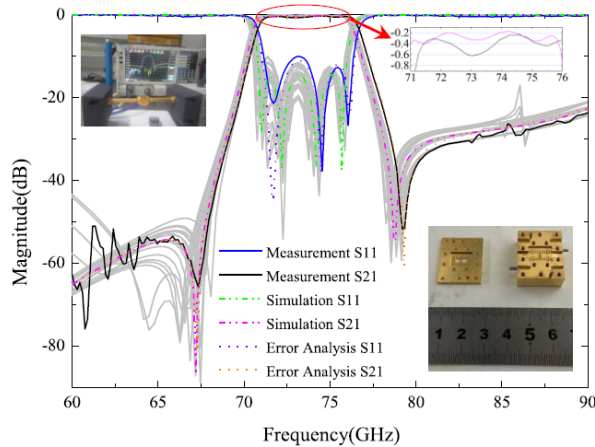 0
-20
-40
-60
-80
Magnitude(dB)
60
65
70
75
80
85
90
Frequency(GHz)
-0.2
-0.4
-0.6
-0.8
71
72
73
74
75
76
Measurement S11
Measurement S21
Simulation S11
Simulation S21
Error Analysis S11
Error Analysis S21
1 2 3 4 5 6